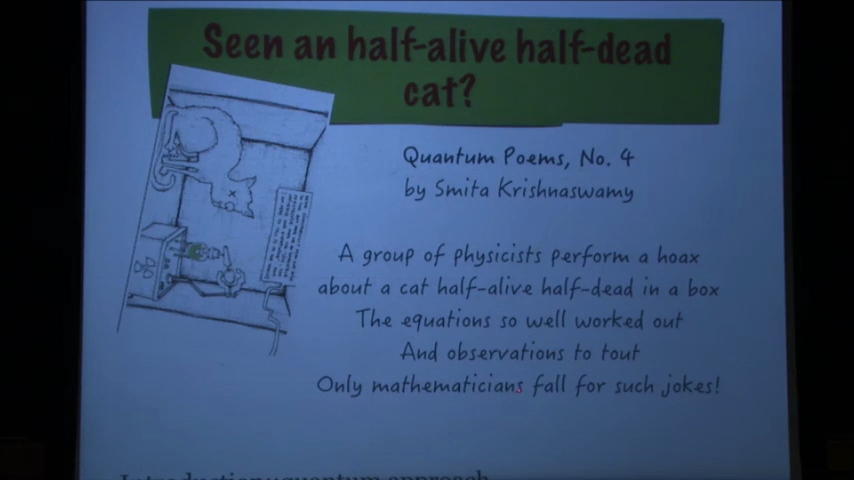 Seen an half-alive half-dead
cat?
Quantum Poems, No. 4
by Smita Krishnaswamy
A group of physicists perform a hoax
about a cat half-alive half-dead in a box
The equations so well worked out
And observations to tout
Only mathematicians fall for such jokes!